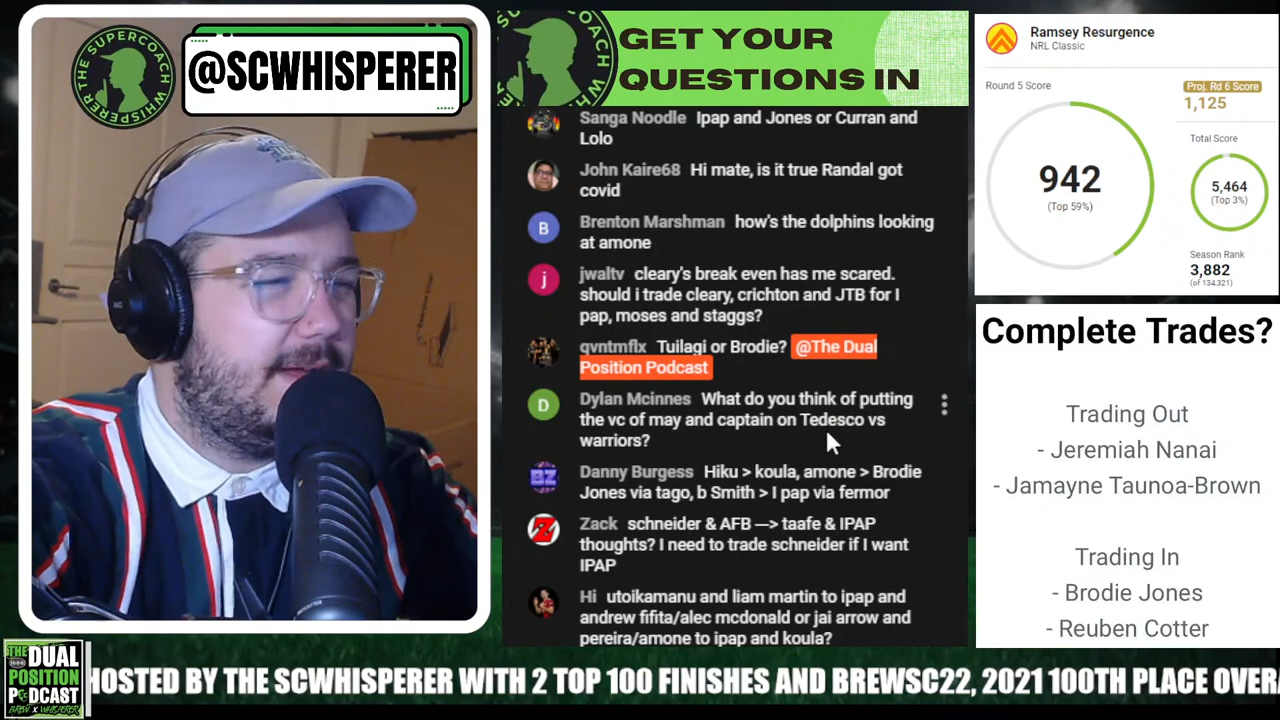 THE SUPERCOACH WHISPERER
@SCWHISPERER
GET YOUR
QUESTIONS IN
Sanga Noodle Ipap and Jones or Curran and
Lolo
John Kaire68 Hi mate, is it true Randal got
covid
B
Brenton Marshman how's the dolphins looking
at amone
j
jwaltv cleary's break even has me scared.
should i trade cleary, crichton and JTB for I
pap, moses and staggs?
qvntmflx Tuilagi or Brodie? @The Dual
Position Podcast
D
Dylan Mcinnes What do you think of putting
the vc of may and captain on Tedesco vs
warriors?
BZ
Danny Burgess Hiku > koula, amone > Brodie
Jones via tago, b Smith > I pap via fermor
Z
Zack schneider & AFB —> taafe & IPAP
thoughts? I need to trade schneider if I want
IPAP
Hi utoikamanu and liam martin to ipap and
andrew fifita/alec mcdonald or jai arrow and
pereira/amone to ipap and koula?
Ramsey Resurgence
NRL Classic
Round 5 Score
942
(Top 59%)
Proj. Rd 6 Score
1,125
Total Score
5,464
(Top 3%)
Season Rank
3,882
(of 134,321)
Complete Trades?
Trading Out
- Jeremiah Nanai
- Jamayne Taunoa-Brown
Trading In
- Brodie Jones
- Reuben Cotter
THE
DUAL
POSITION
PODCAST
BREW X WHISPERER
HOSTED BY THE SCWHISPERER WITH 2 TOP 100 FINISHES AND BREWSC22, 2021 100TH PLACE OVERA